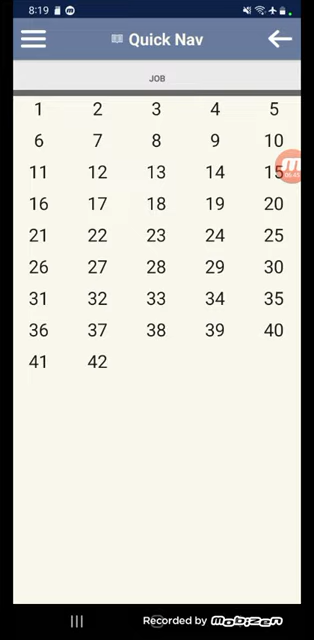 8:19
Quick Nav
JOB
1 2 3 4 5
6 7 8 9 10
11 12 13 14 15
16 17 18 19 20
21 22 23 24 25
26 27 28 29 30
31 32 33 34 35
36 37 38 39 40
41 42
Recorded by MOBIZEN